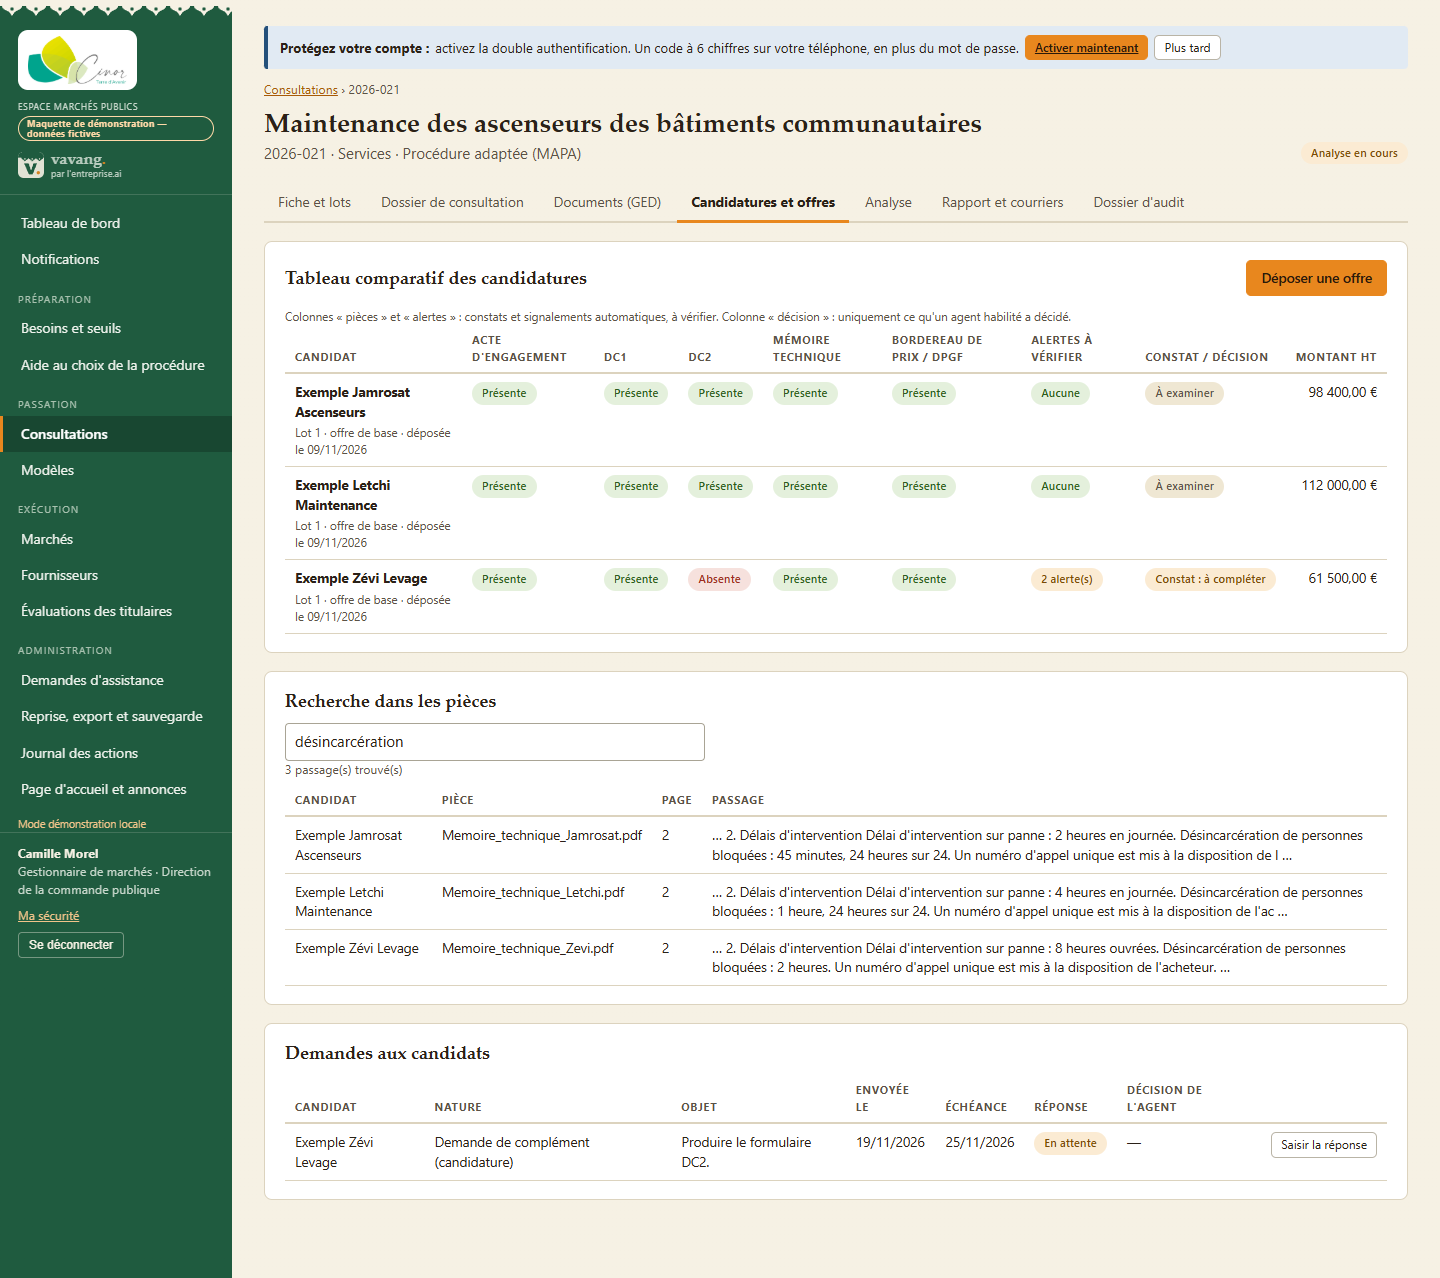 Cinor
Terre d'Avenir
ESPACE MARCHÉS PUBLICS
Maquette de démonstration —
données fictives
vavang.
par l'entreprise.ai
Tableau de bord
Notifications
PRÉPARATION
Besoins et seuils
Aide au choix de la procédure
PASSATION
Consultations
Modèles
EXÉCUTION
Marchés
Fournisseurs
Évaluations des titulaires
ADMINISTRATION
Demandes d'assistance
Reprise, export et sauvegarde
Journal des actions
Page d'accueil et annonces
Mode démonstration locale
Camille Morel
Gestionnaire de marchés · Direction
de la commande publique
Ma sécurité
Se déconnecter
Protégez votre compte : activez la double authentification. Un code à 6 chiffres sur votre téléphone, en plus du mot de passe. Activer maintenant Plus tard
Consultations › 2026-021
Maintenance des ascenseurs des bâtiments communautaires
2026-021 · Services · Procédure adaptée (MAPA)
Analyse en cours
Fiche et lots Dossier de consultation Documents (GED) Candidatures et offres Analyse Rapport et courriers Dossier d'audit
Tableau comparatif des candidatures
Déposer une offre
Colonnes « pièces » et « alertes » : constats et signalements automatiques, à vérifier. Colonne « décision » : uniquement ce qu'un agent habilité a décidé.
CANDIDAT ACTE D'ENGAGEMENT DC1 DC2 MÉMOIRE TECHNIQUE BORDEREAU DE PRIX / DPGF ALERTES À VÉRIFIER CONSTAT / DÉCISION MONTANT HT
Exemple Jamrosat Présente Présente Présente Présente Présente Aucune À examiner 98 400,00 €
Ascenseurs
Lot 1 · offre de base · déposée
le 09/11/2026
Exemple Letchi Présente Présente Présente Présente Présente Aucune À examiner 112 000,00 €
Maintenance
Lot 1 · offre de base · déposée
le 09/11/2026
Exemple Zévi Levage Présente Présente Absente Présente Présente 2 alerte(s) Constat : à compléter 61 500,00 €
Lot 1 · offre de base · déposée
le 09/11/2026
Recherche dans les pièces
désincarcération
3 passage(s) trouvé(s)
CANDIDAT PIÈCE PAGE PASSAGE
Exemple Jamrosat Memoire_technique_Jamrosat.pdf 2 ... 2. Délais d'intervention Délai d'intervention sur panne : 2 heures en journée. Désincarcération de personnes
Ascenseurs bloquées : 45 minutes, 24 heures sur 24. Un numéro d'appel unique est mis à la disposition de l ...
Exemple Letchi Memoire_technique_Letchi.pdf 2 ... 2. Délais d'intervention Délai d'intervention sur panne : 4 heures en journée. Désincarcération de personnes
Maintenance bloquées : 1 heure, 24 heures sur 24. Un numéro d'appel unique est mis à la disposition de l'ac ...
Exemple Zévi Levage Memoire_technique_Zevi.pdf 2 ... 2. Délais d'intervention Délai d'intervention sur panne : 8 heures ouvrées. Désincarcération de personnes
bloquées : 2 heures. Un numéro d'appel unique est mis à la disposition de l'acheteur. ...
Demandes aux candidats
CANDIDAT NATURE OBJET ENVOYÉE LE ÉCHÉANCE RÉPONSE DÉCISION DE L'AGENT
Exemple Zévi Demande de complément Produire le formulaire 19/11/2026 25/11/2026 En attente — Saisir la réponse
Levage (candidature) DC2.